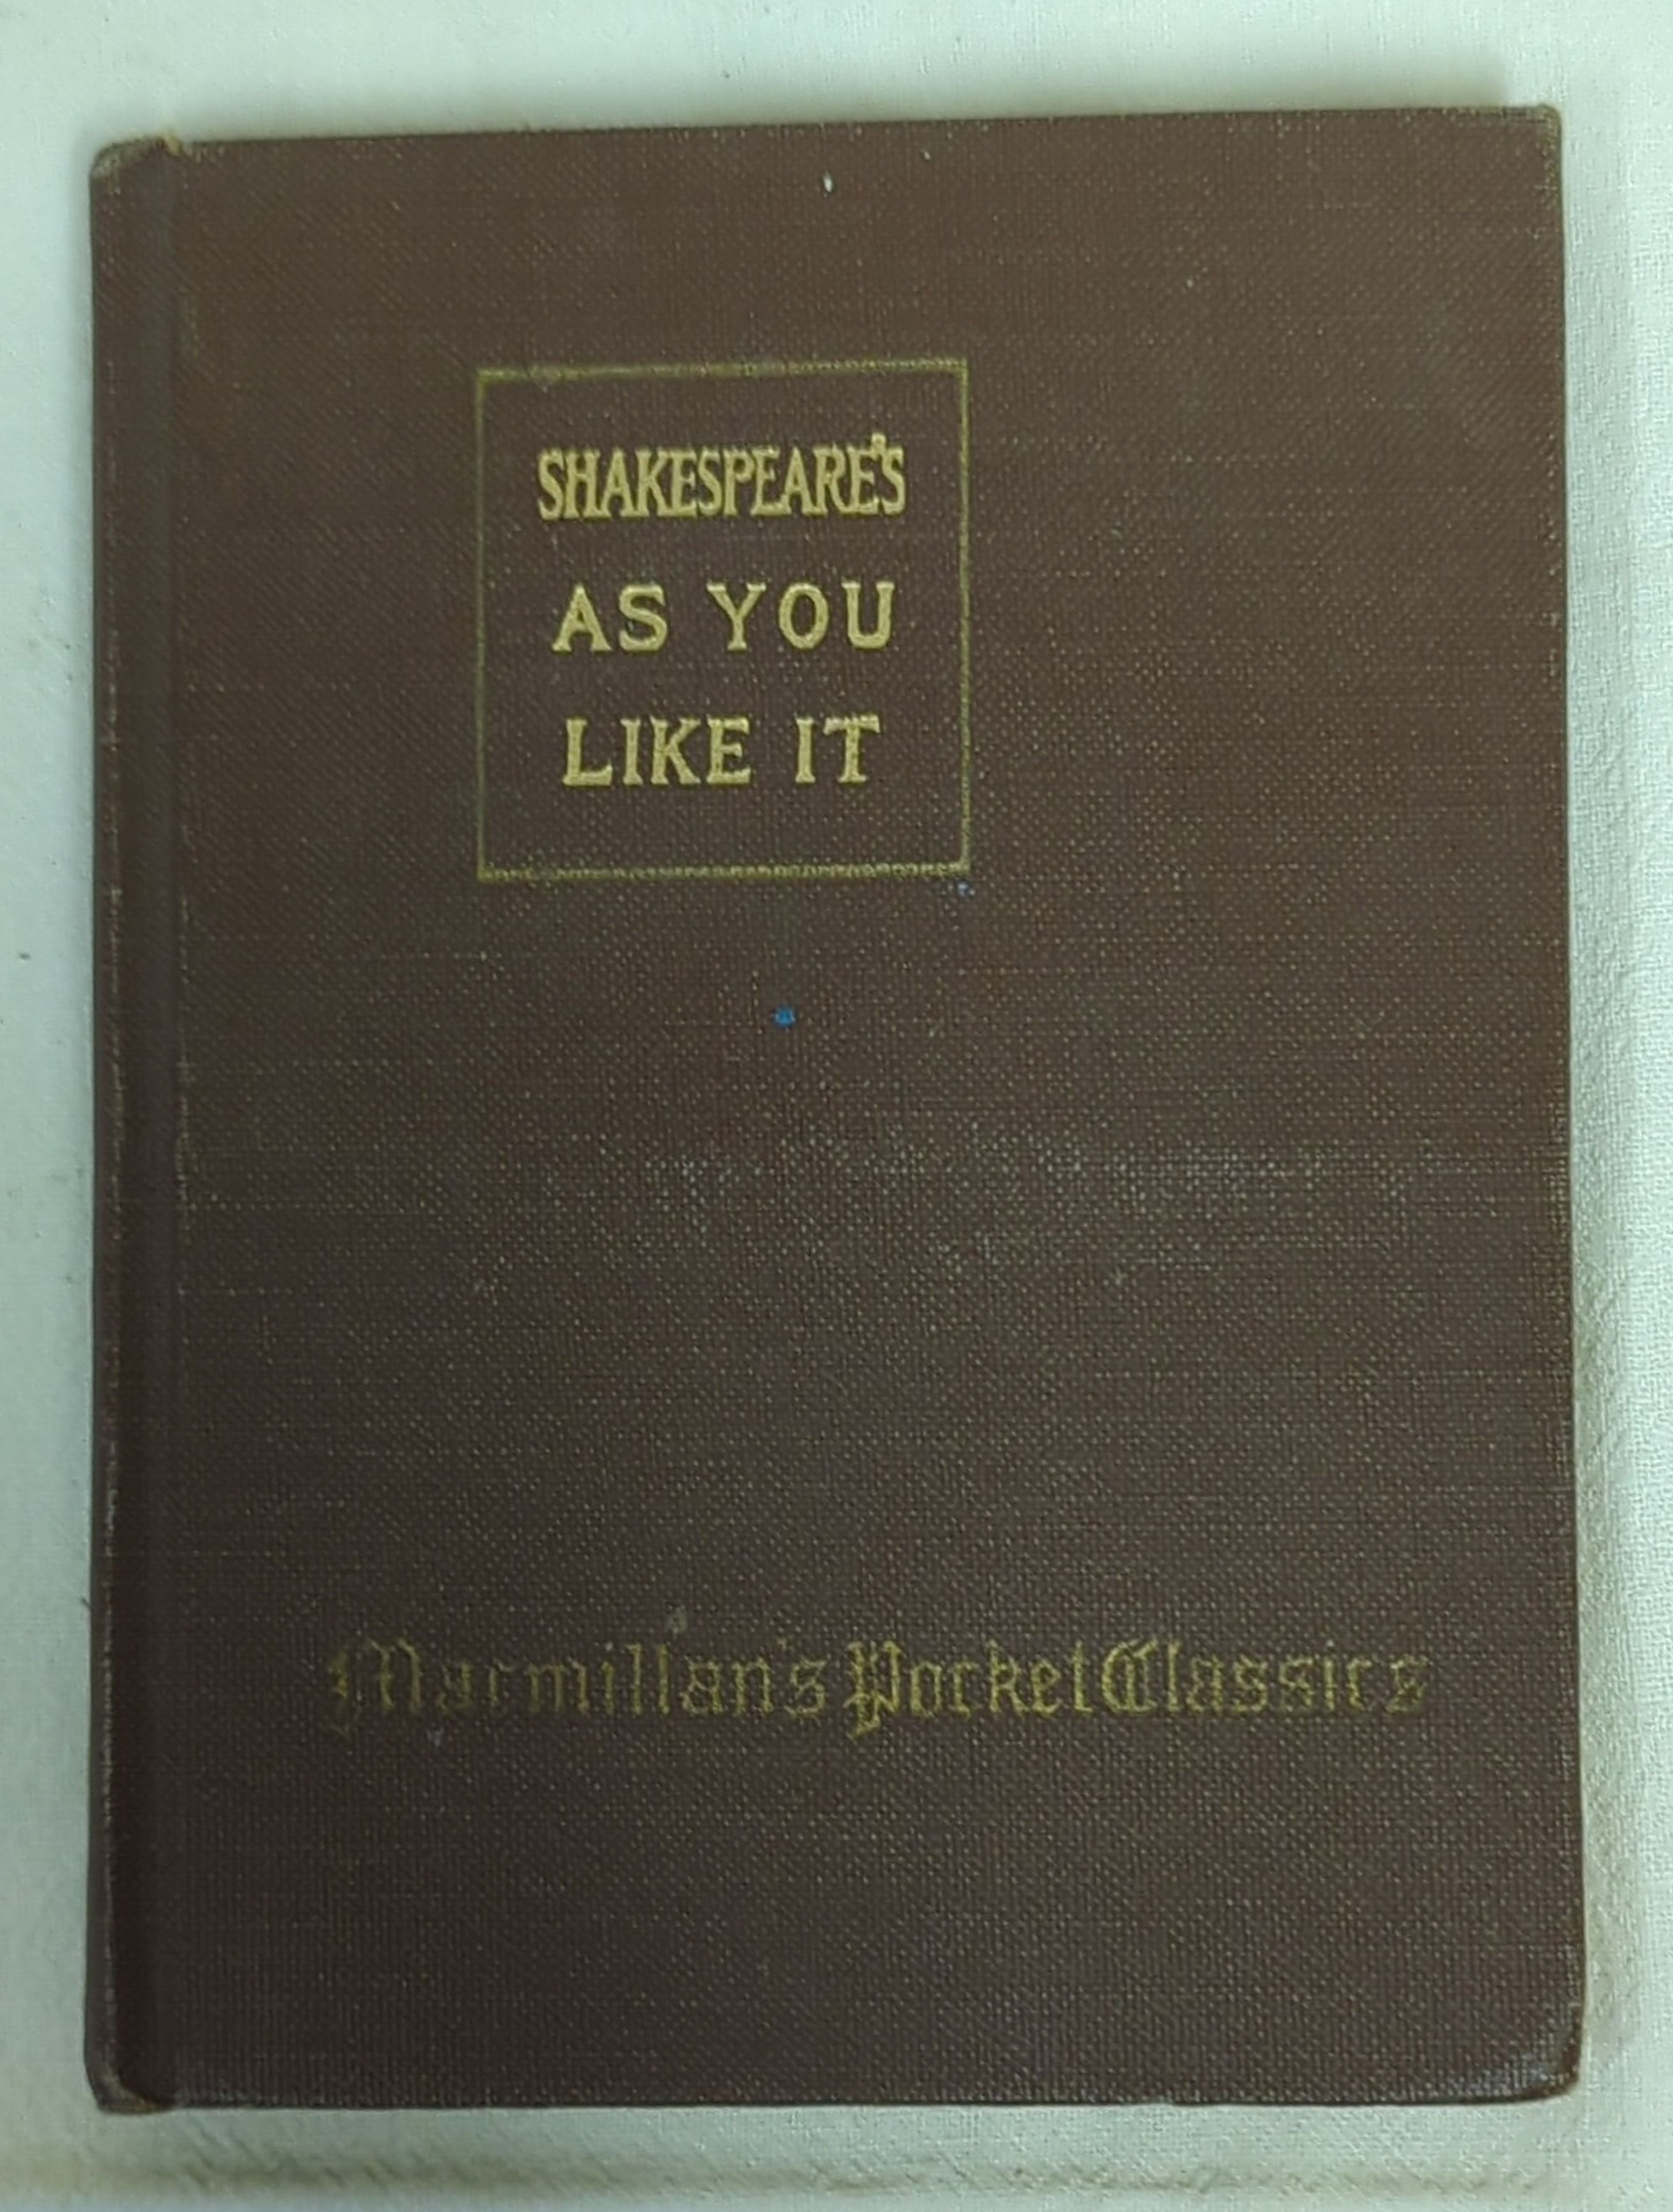 SHAKESPEARE'S
AS YOU
LIKE IT
Macmillan's Pocket Classics